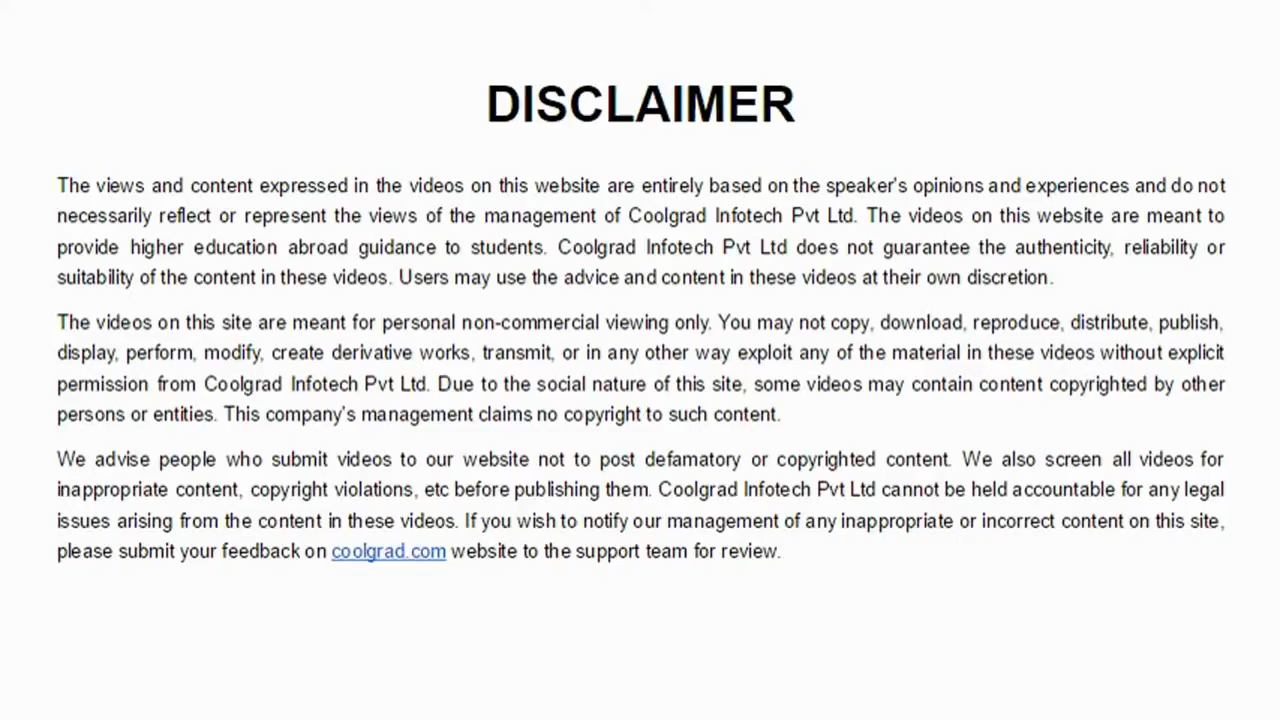 DISCLAIMER
The views and content expressed in the videos on this website are entirely based on the speaker's opinions and experiences and do not
necessarily reflect or represent the views of the management of Coolgrad Infotech Pvt Ltd. The videos on this website are meant to
provide higher education abroad guidance to students. Coolgrad Infotech Pvt Ltd does not guarantee the authenticity, reliability or
suitability of the content in these videos. Users may use the advice and content in these videos at their own discretion.
The videos on this site are meant for personal non-commercial viewing only. You may not copy, download, reproduce, distribute, publish,
display, perform, modify, create derivative works, transmit, or in any other way exploit any of the material in these videos without explicit
permission from Coolgrad Infotech Pvt Ltd. Due to the social nature of this site, some videos may contain content copyrighted by other
persons or entities. This company's management claims no copyright to such content.
We advise people who submit videos to our website not to post defamatory or copyrighted content. We also screen all videos for
inappropriate content, copyright violations, etc before publishing them. Coolgrad Infotech Pvt Ltd cannot be held accountable for any legal
issues arising from the content in these videos. If you wish to notify our management of any inappropriate or incorrect content on this site,
please submit your feedback on coolgrad.com website to the support team for review.